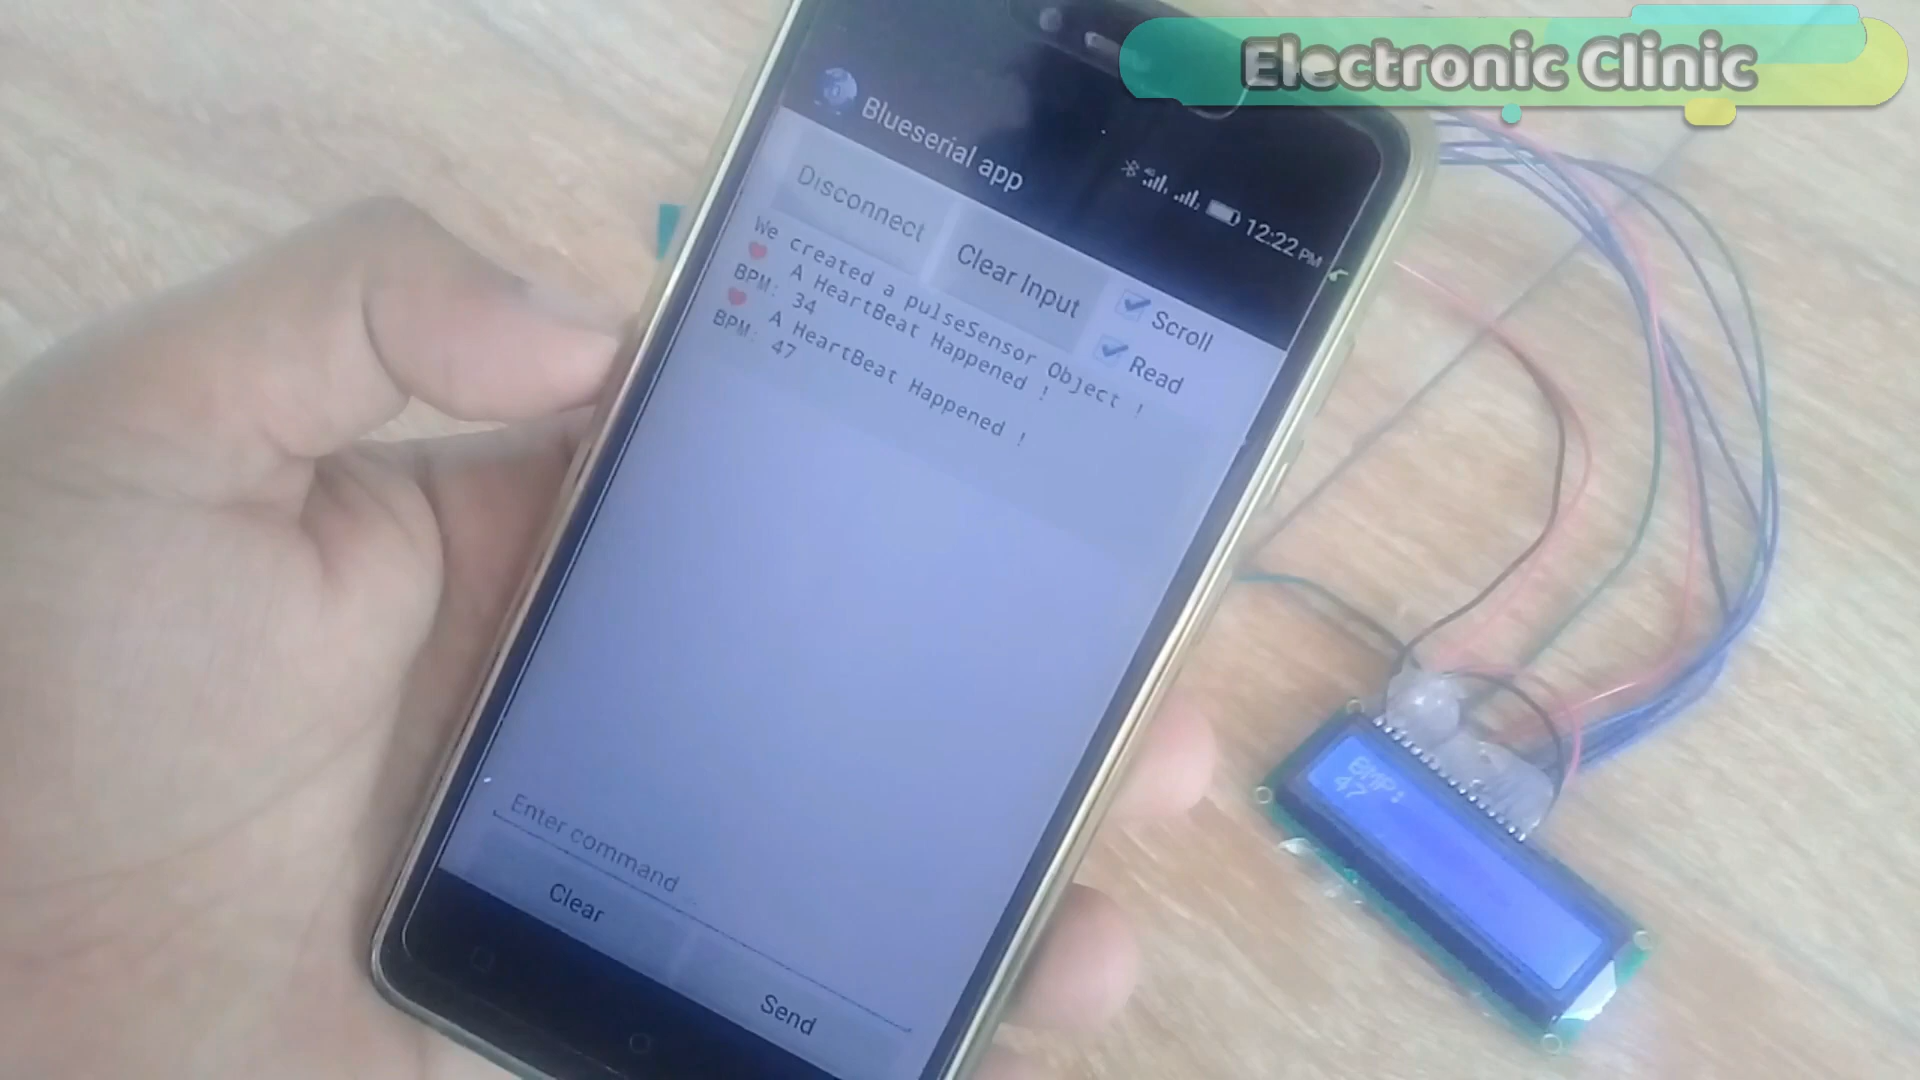 Electronic Clinic
12:22 PM
Blueserial app
Disconnect
Clear Input
Scroll
Read
We created a pulseSensor Object !
♥ A HeartBeat Happened !
BPM: 34
♥ A HeartBeat Happened !
BPM: 47
Enter command
Clear
Send
BMP:
47